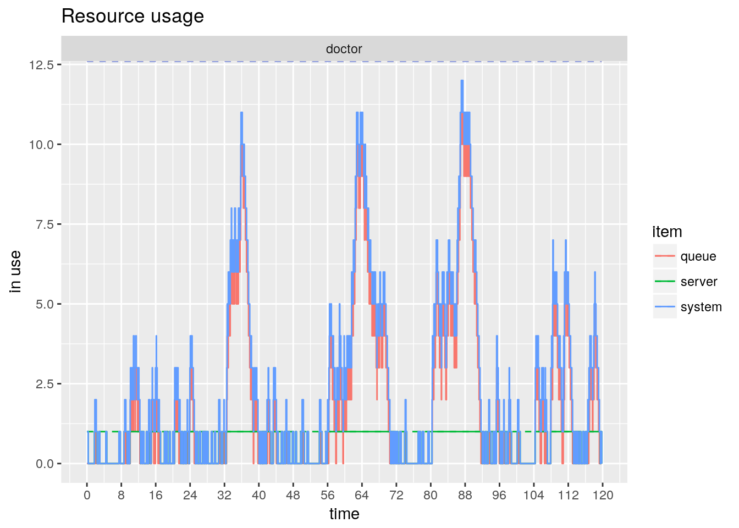 Resource usage
doctor
12.5
10.0
7.5
5.0
2.5
0.0
in use
0 8 16 24 32 40 48 56 64 72 80 88 96 104 112 120
time
item
queue
server
system